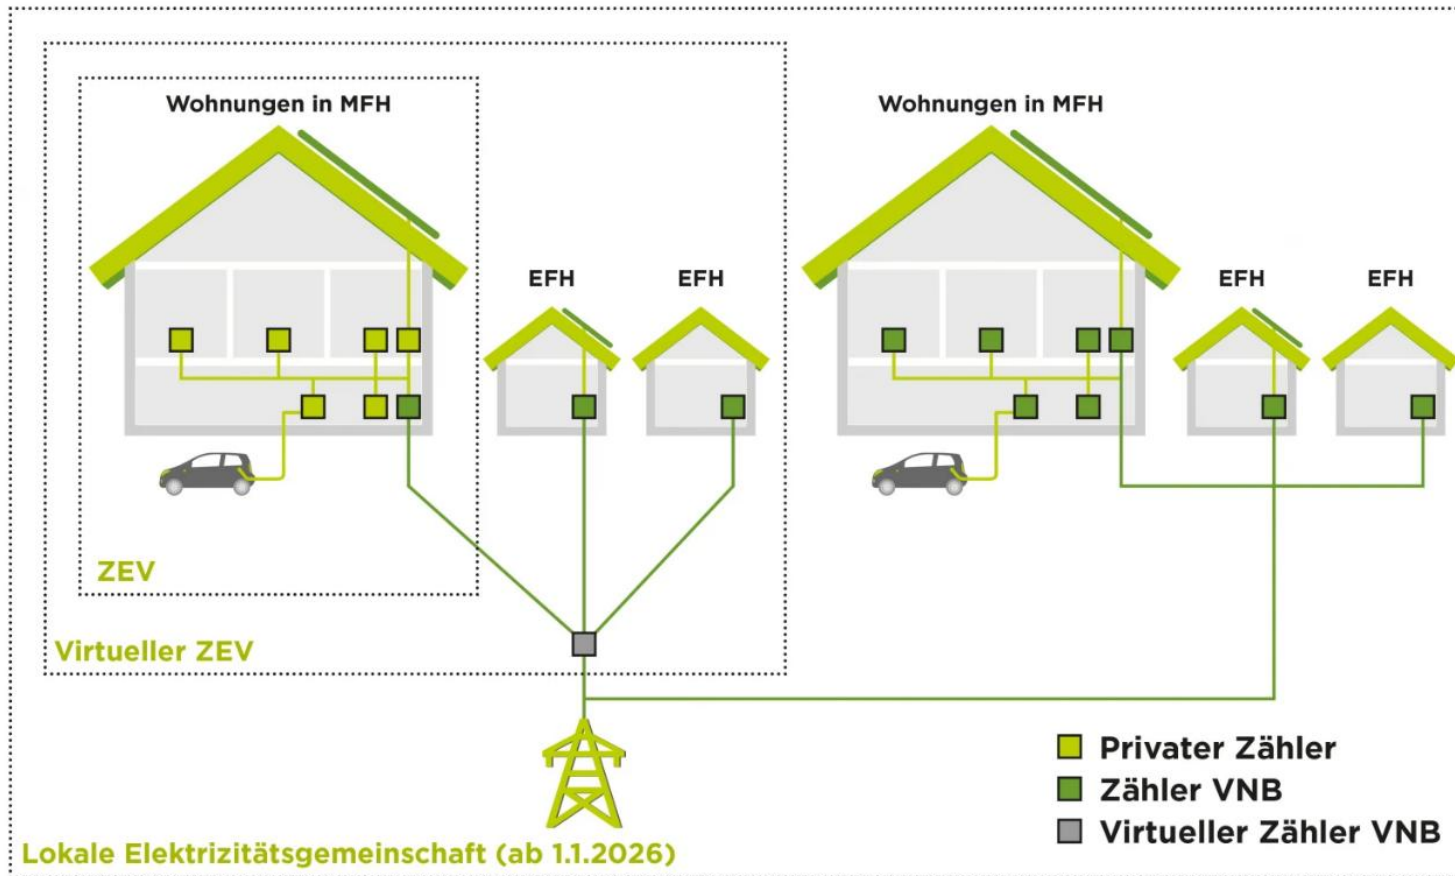 Wohnungen in MFH
Wohnungen in MFH
EFH
EFH
EFH
EFH
ZEV
Virtueller ZEV
Privater Zähler
Zähler VNB
Virtueller Zähler VNB
Lokale Elektrizitätsgemeinschaft (ab 1.1.2026)